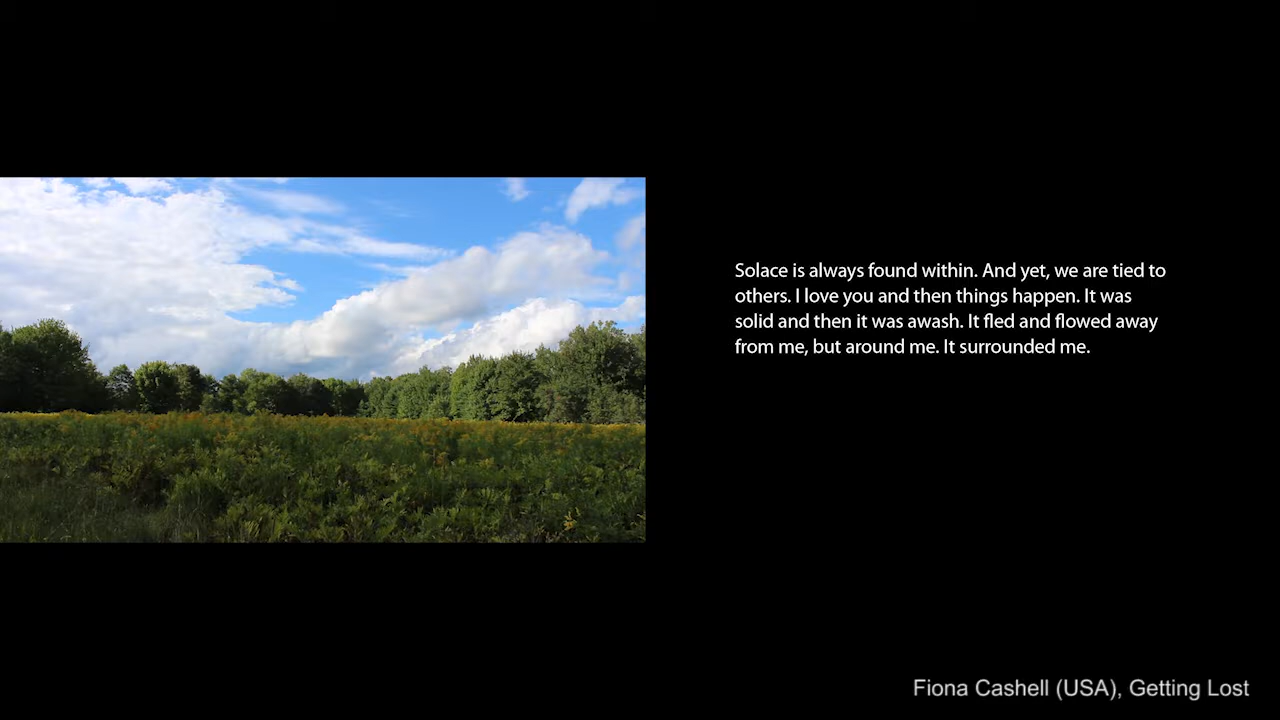 Solace is always found within. And yet, we are tied to
others. I love you and then things happen. It was
solid and then it was awash. It fled and flowed away
from me, but around me. It surrounded me.
Fiona Cashell (USA), Getting Lost